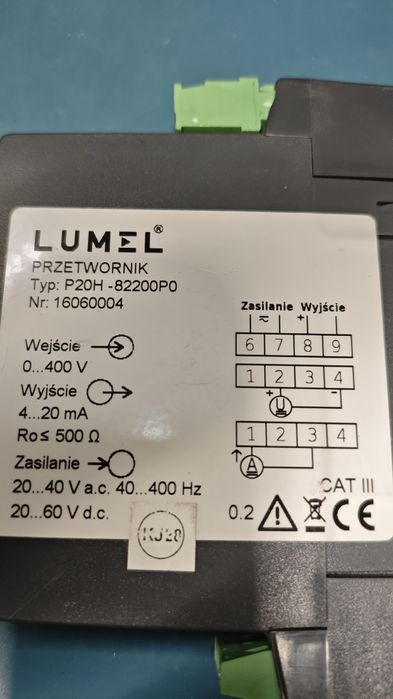 LUMEL®
PRZETWORNIK
Typ: P20H -82200P0
Nr: 16060004
Wejście
0...400 V
Wyjście
4...20 mA
Ro≤ 500 Ω
Zasilanie
20...40 V a.c. 40...400 Hz
20...60 V d.c.
Zasilanie Wyjście
+
6 7 8 9
1 2 3 4
+ -
U
1 2 3 4
A
CAT III
0.2
CE
KJ28